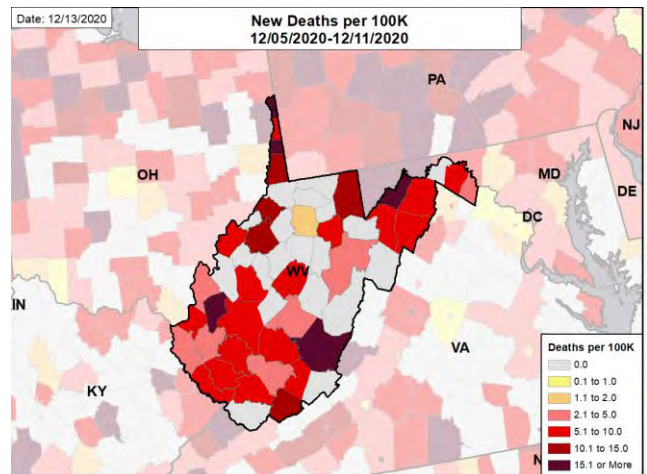 Date: 12/13/2020
New Deaths per 100K
12/05/2020-12/11/2020
PA
NJ
OH
MD
DE
DC
WV
IN
VA
KY
N
Deaths per 100K
0.0
0.1 to 1.0
1.1 to 2.0
2.1 to 5.0
5.1 to 10.0
10.1 to 15.0
15.1 or More